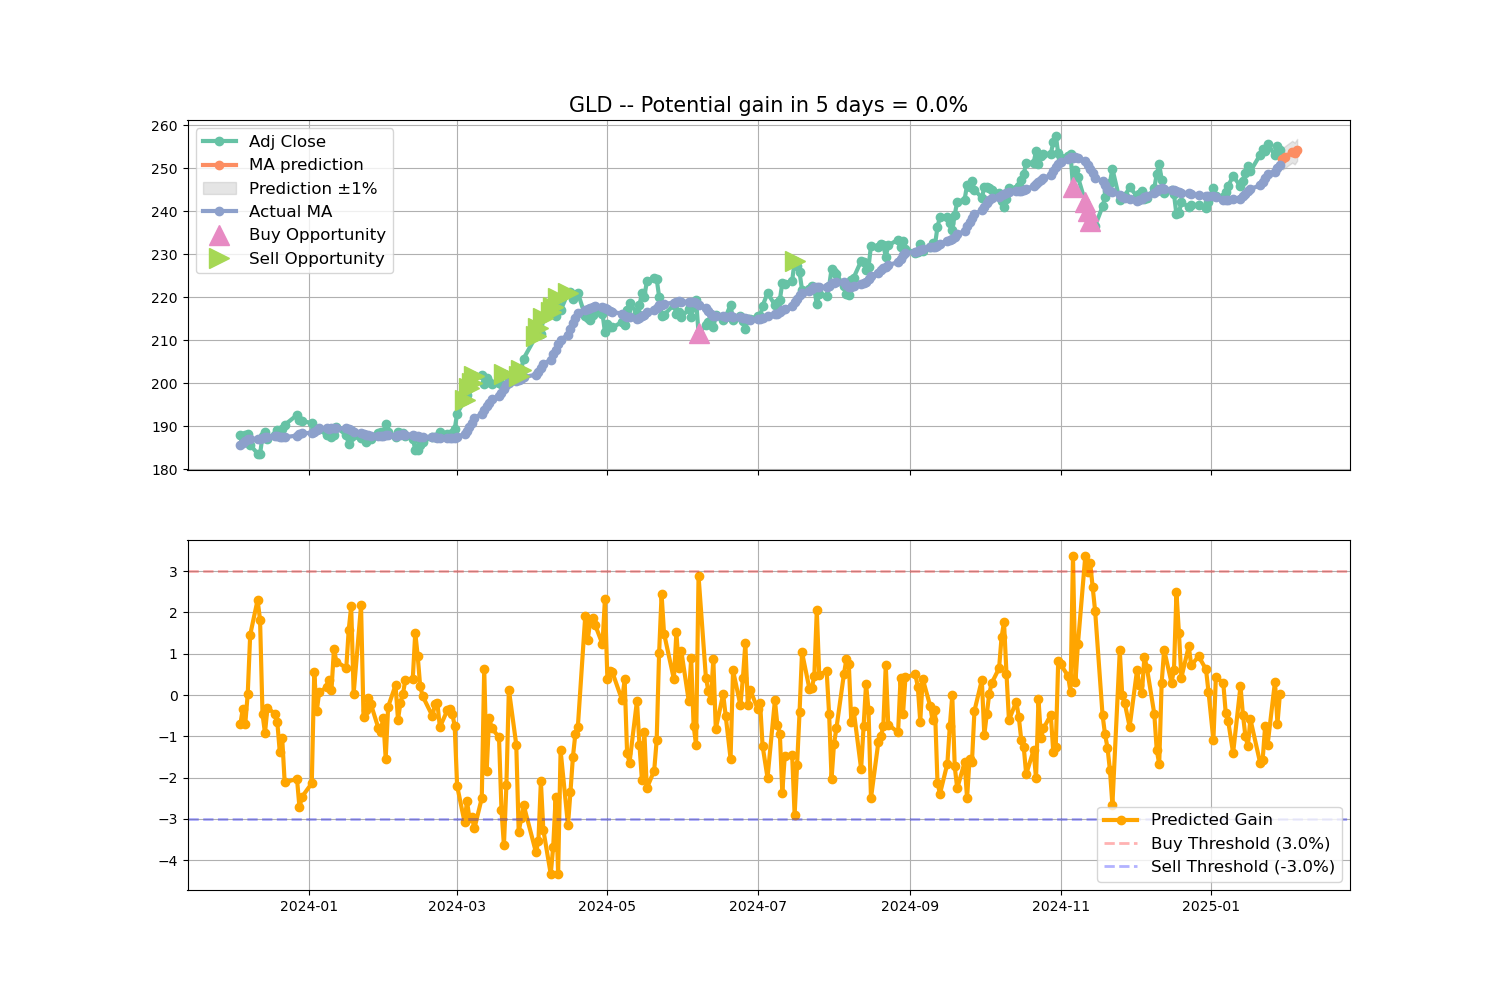 GLD -- Potential gain in 5 days = 0.0%
260
250
240
230
220
210
200
190
180
Adj Close
MA prediction
Prediction ±1%
Actual MA
Buy Opportunity
Sell Opportunity
3
2
1
0
−1
−2
−3
−4
Predicted Gain
Buy Threshold (3.0%)
Sell Threshold (-3.0%)
2024-01
2024-03
2024-05
2024-07
2024-09
2024-11
2025-01